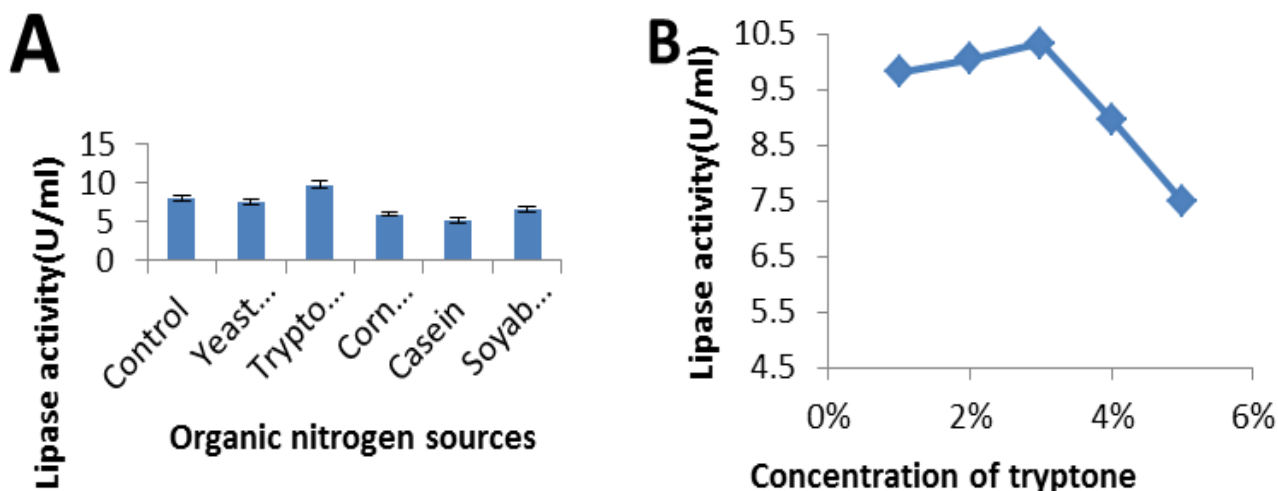 A
Lipase activity(U/ml)
15
10
5
0
Control
Yeast...
Trypto...
Corn...
Casein
Soyab...
Organic nitrogen sources
B
Lipase activity(U/ml)
10.5
9.5
8.5
7.5
6.5
5.5
4.5
0%
2%
4%
6%
Concentration of tryptone